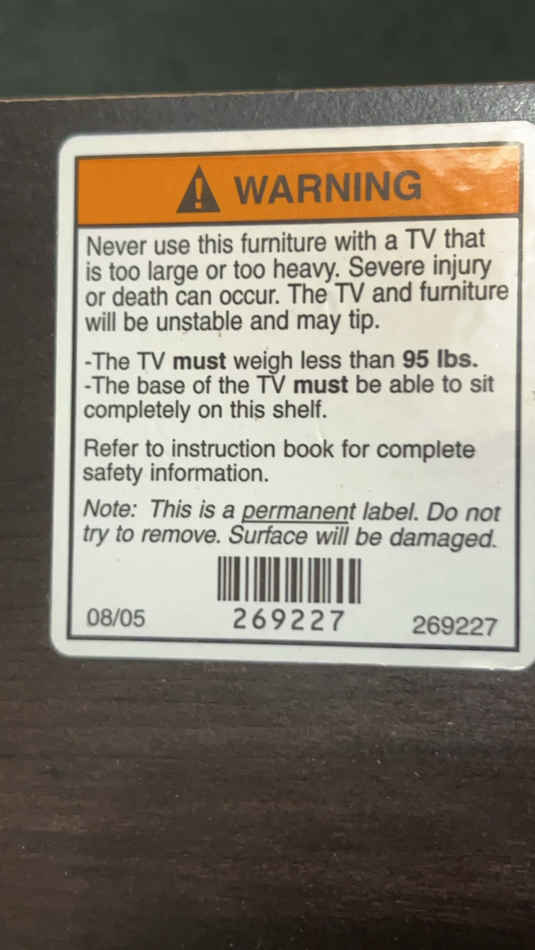 WARNING
Never use this furniture with a TV that
is too large or too heavy. Severe injury
or death can occur. The TV and furniture
will be unstable and may tip.
-The TV must weigh less than 95 lbs.
-The base of the TV must be able to sit
completely on this shelf.
Refer to instruction book for complete
safety information.
Note: This is a permanent label. Do not
try to remove. Surface will be damaged.
08/05 269227 269227